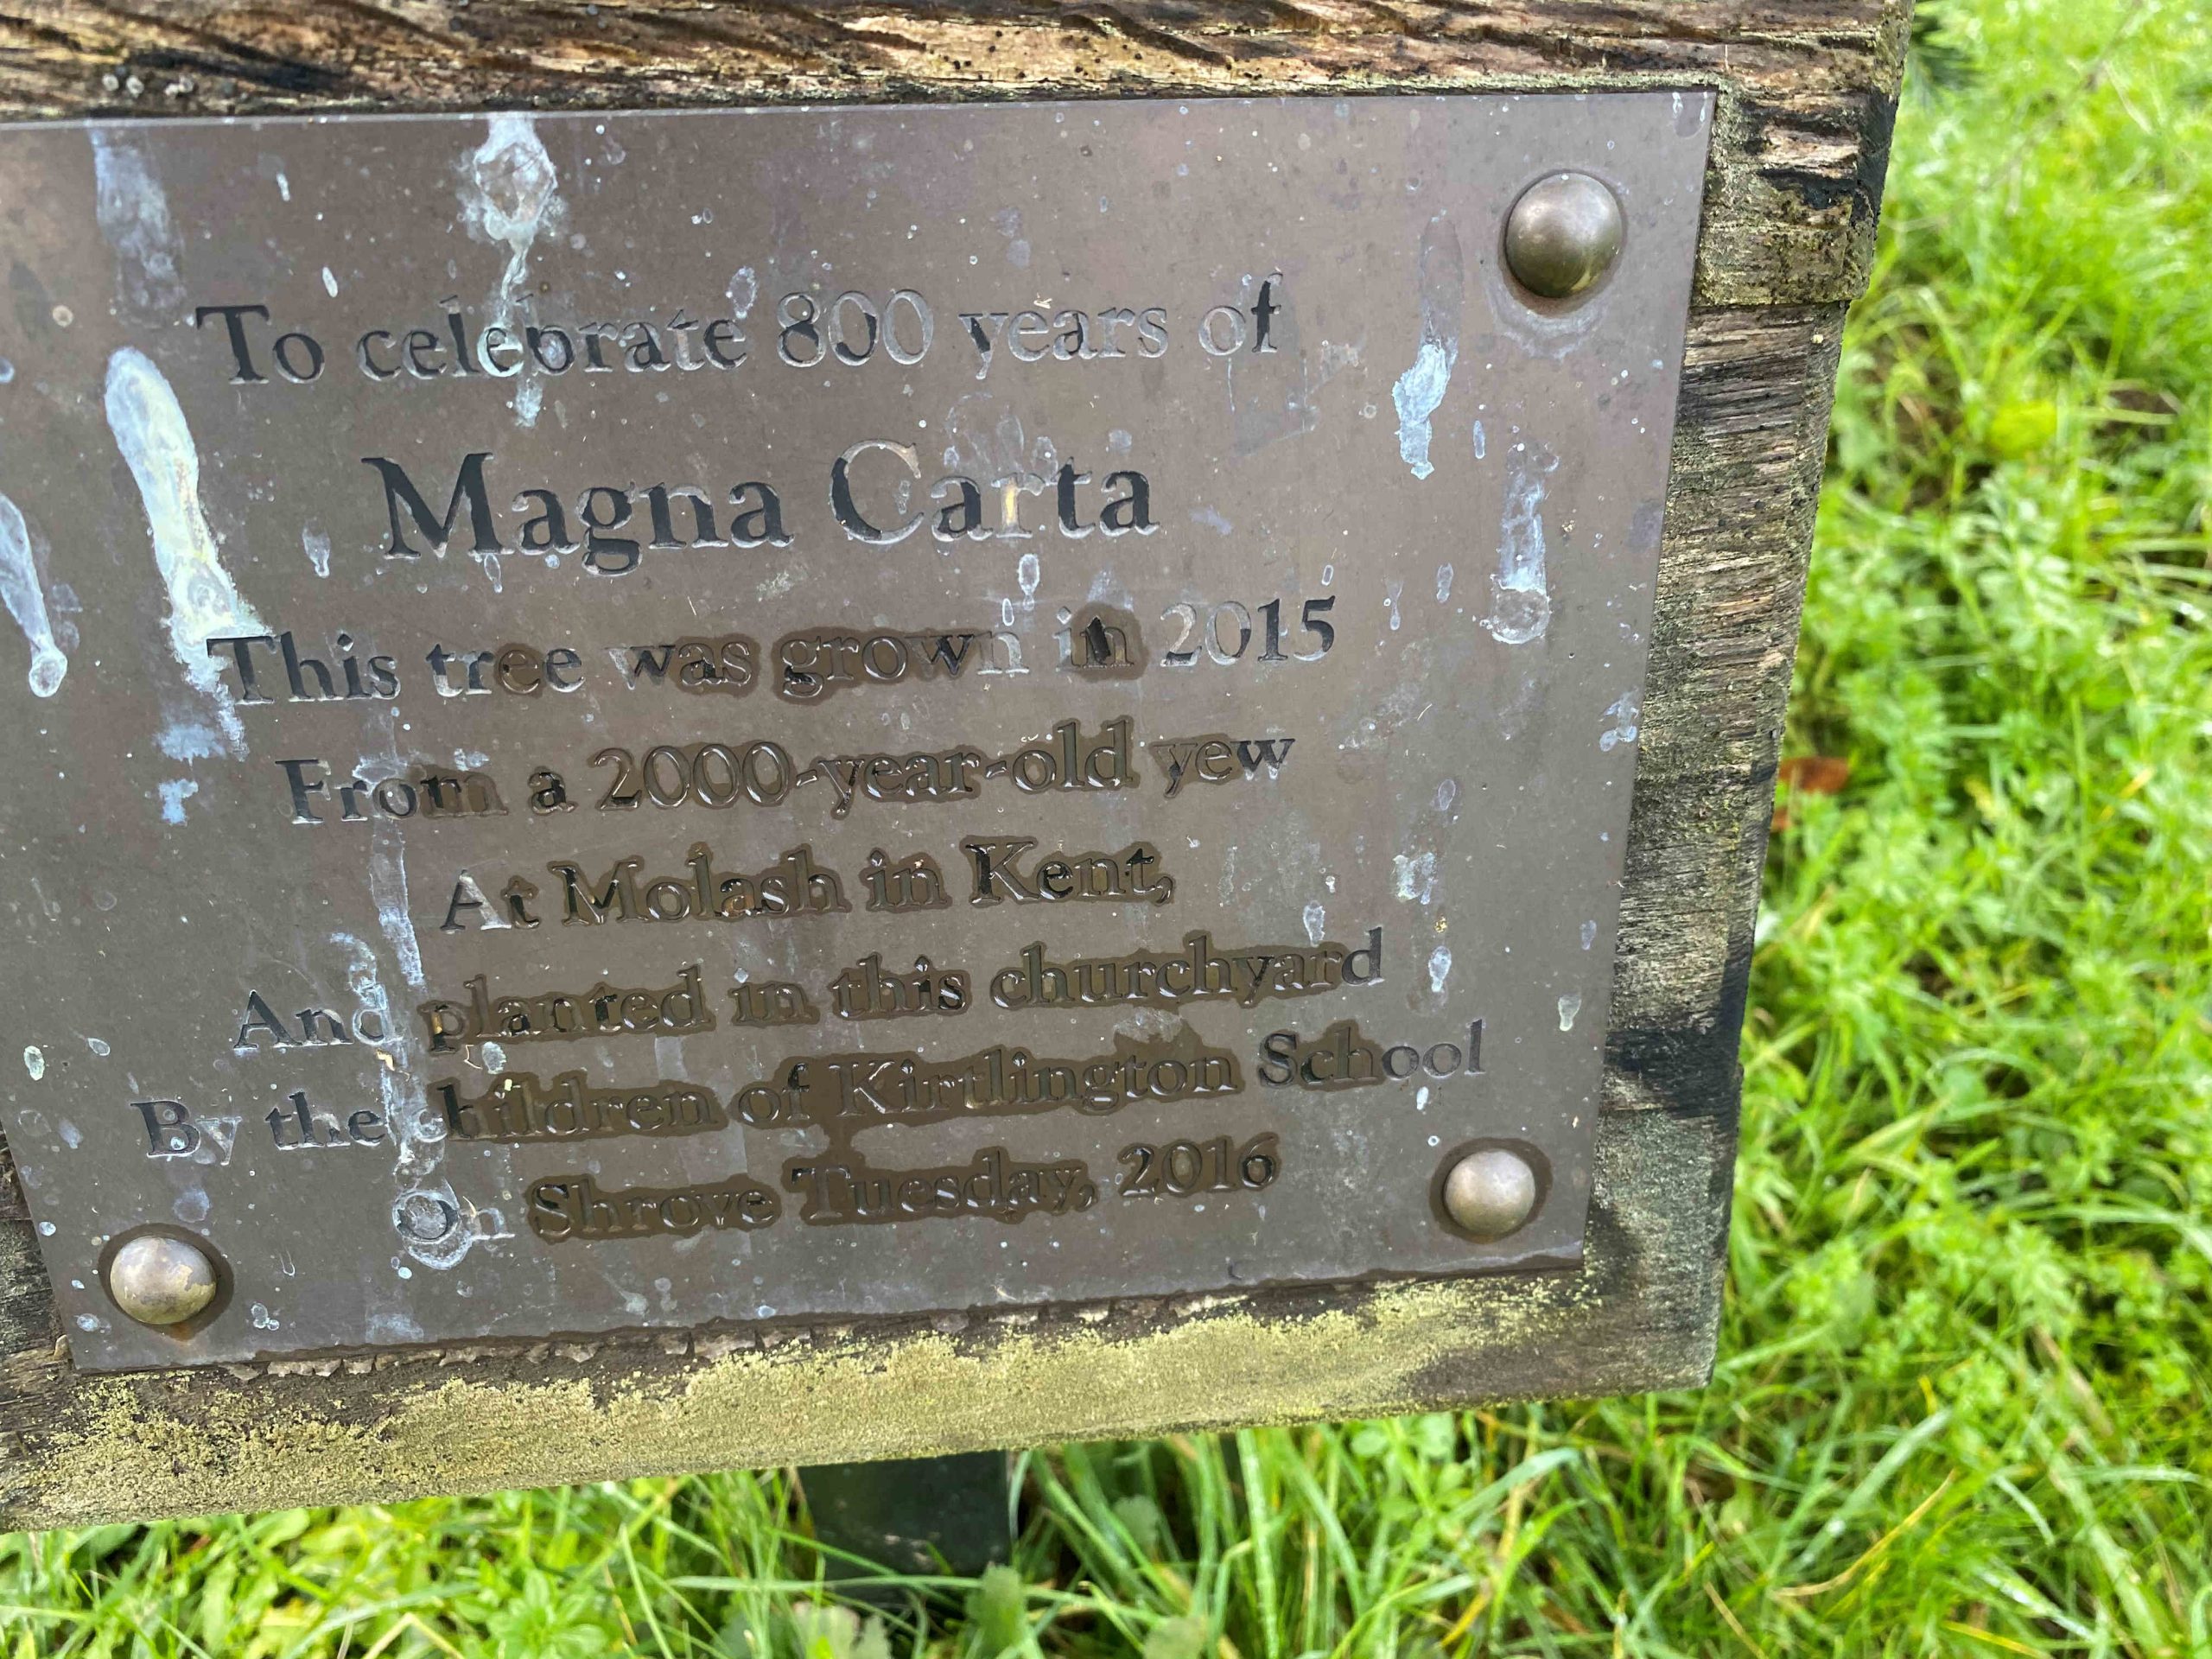 To celebrate 800 years of
Magna Carta
This tree was grown in 2015
From a 2000-year-old yew
At Molash in Kent,
And planted in this churchyard
By the children of Kirtlington School
On Shrove Tuesday, 2016